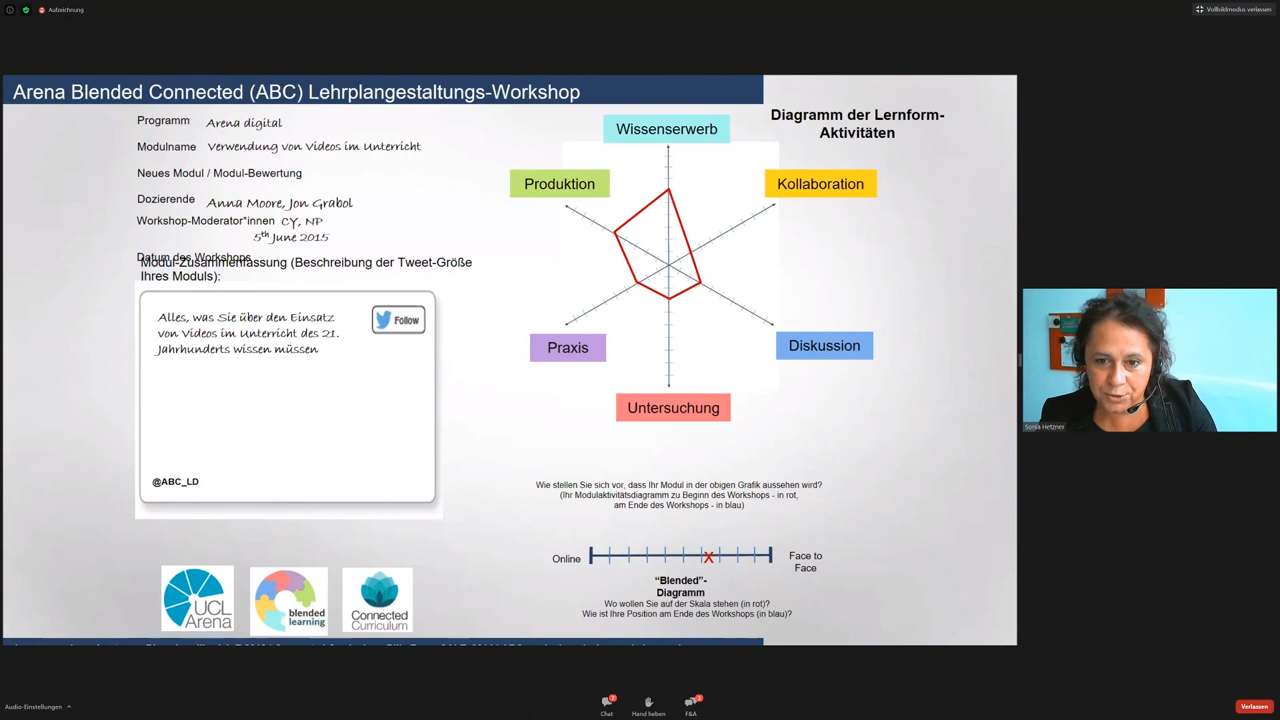 Aufzeichnung
Vollbildmodus verlassen
Arena Blended Connected (ABC) Lehrplangestaltungs-Workshop
Programm Arena digital
Modulname Verwendung von Videos im Unterricht
Neues Modul / Modul-Bewertung
Dozierende Anna Moore, Jon Grabol
Workshop-Moderator*innen CY, NP
5th June 2015
Datum des Workshops
Modul-Zusammenfassung (Beschreibung der Tweet-Größe
Ihres Moduls):
Alles, was Sie über den Einsatz
von Videos im Unterricht des 21.
Jahrhunderts wissen müssen
Follow
@ABC_LD
UCL
Arena
blended
learning
Connected
Curriculum
Diagramm der Lernform-
Aktivitäten
Wissenserwerb
Produktion
Kollaboration
Praxis
Diskussion
Untersuchung
Wie stellen Sie sich vor, dass Ihr Modul in der obigen Grafik aussehen wird?
(Ihr Modulaktivitätsdiagramm zu Beginn des Workshops - in rot,
am Ende des Workshops - in blau)
Online
X
Face to
Face
“Blended”-
Diagramm
Wo wollen Sie auf der Skala stehen (in rot)?
Wie ist Ihre Position am Ende des Workshops (in blau)?
Sonia Hetzner
Audio-Einstellungen
Chat
Hand heben
F&A
Verlassen